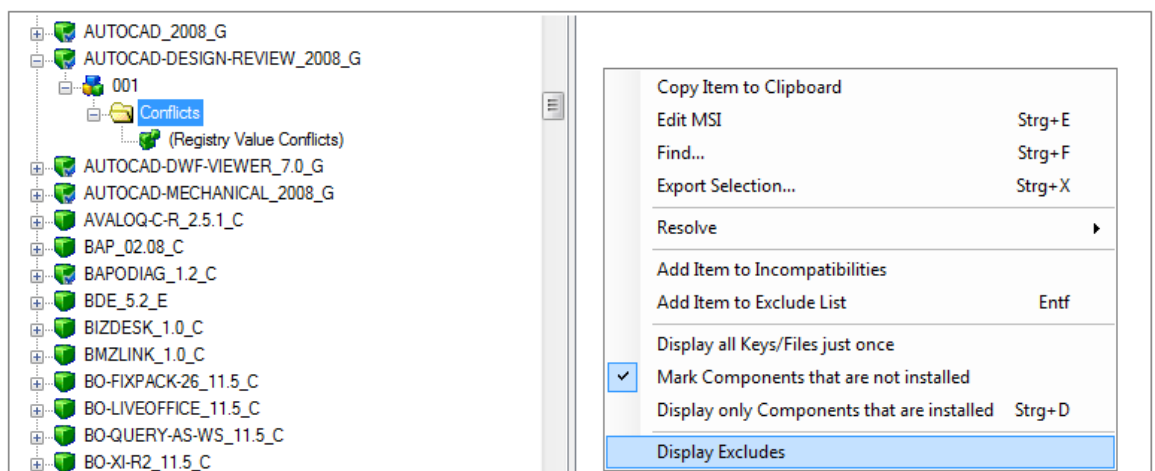 AUTOCAD_2008_G
AUTOCAD-DESIGN-REVIEW_2008_G
001
Conflicts
(Registry Value Conflicts)
AUTOCAD-DWF-VIEWER_7.0_G
AUTOCAD-MECHANICAL_2008_G
AVALOQ-C-R_2.5.1_C
BAP_02.08_C
BAPODIAG_1.2_C
BDE_5.2_E
BIZDESK_1.0_C
BMZLINK_1.0_C
BO-FIXPACK-26_11.5_C
BO-LIVEOFFICE_11.5_C
BO-QUERY-AS-WS_11.5_C
BO-XI-R2_11.5_C
Copy Item to Clipboard
Edit MSI Strg+E
Find... Strg+F
Export Selection... Strg+X
Resolve
Add Item to Incompatibilities
Add Item to Exclude List Entf
Display all Keys/Files just once
Mark Components that are not installed
Display only Components that are installed Strg+D
Display Excludes